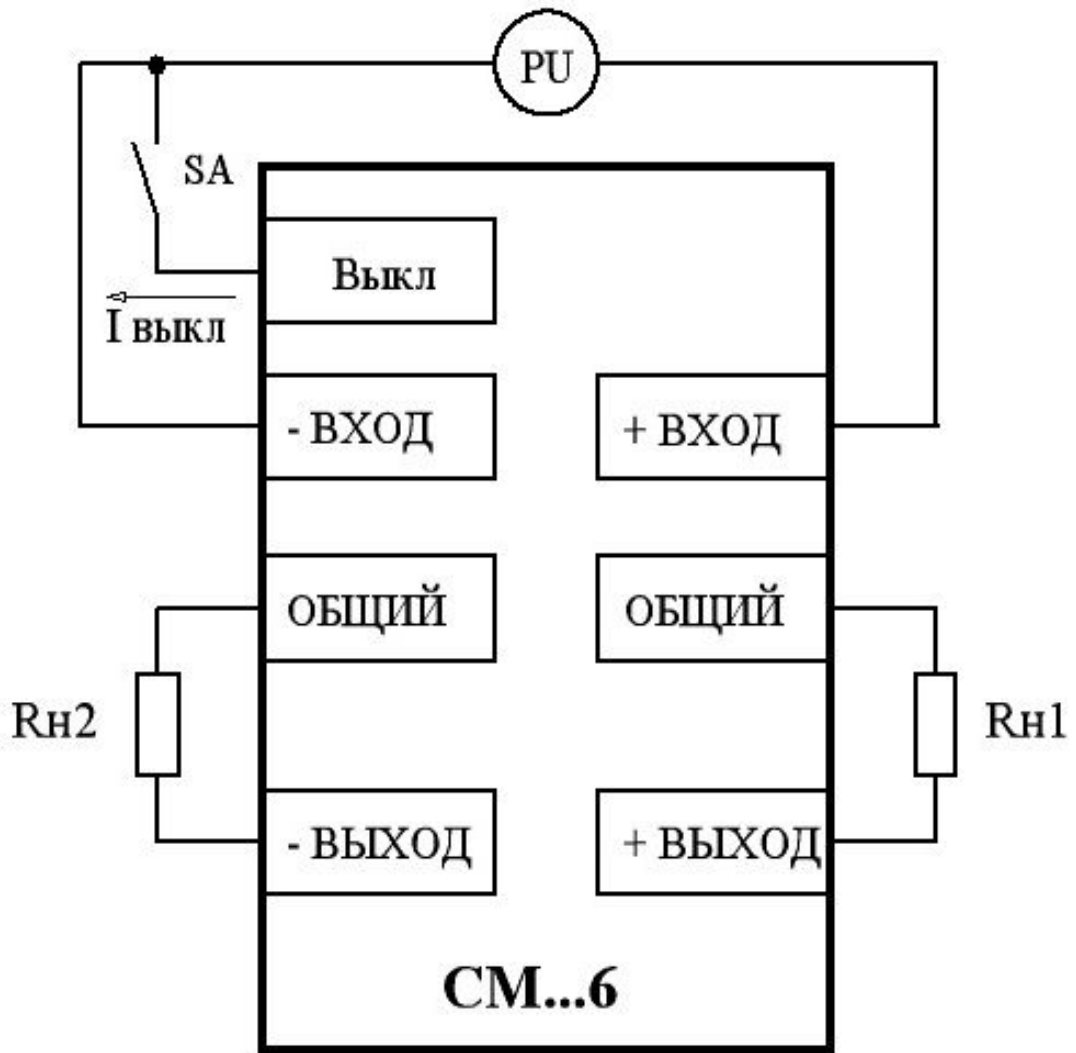 PU
SA
Выкл
I выкл
- ВХОД
+ ВХОД
ОБЩИЙ
ОБЩИЙ
Rн2
Rн1
- ВЫХОД
+ ВЫХОД
СМ...6